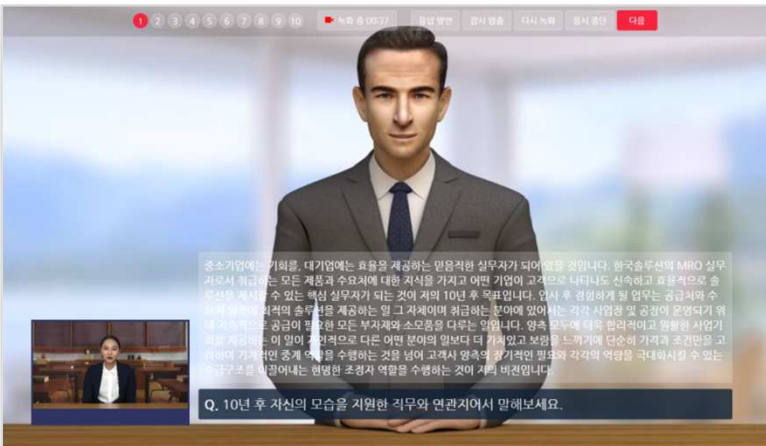 1 2 3 4 5 6 7 8 9 10 녹화 중 00:37 응답 방법 잠시 멈춤 다시 녹화 응시 중단 다음
중소기업에는 기회를, 대기업에는 효율을 제공하는 믿음직한 실무자가 되어 있을 것입니다. 한국솔루션의 MRO 실무
자로서 취급하는 모든 제품과 수요처에 대한 지식을 가지고 어떤 기업이 고객으로 나타나도 신속하고 효율적으로 솔
루션을 제시할 수 있는 핵심 실무자가 되는 것이 저의 10년 후 목표입니다. 입사 후 경험하게 될 업무는 공급처와 수
최적의 솔루션을 제공하는 일 그 자체이며 취급하는 분야에 있어서는 각각 사업장 및 공장이 운영되기 위
해 지속적으로 공급이 필요한 모든 부자재와 소모품을 다루는 일입니다. 양측 모두에 더욱 합리적이고 원활한 사업기
회를 제공하는 이 일이 개인적으로 다른 어떤 분야의 일보다 더 가치있고 보람을 느끼기에 단순히 가격과 조건만을 고
려하여 기계적인 중계 역할을 수행하는 것을 넘어 고객사 양측의 장기적인 필요와 각각의 역량을 극대화시킬 수 있는
수급구조를 이끌어내는 현명한 조정자 역할을 수행하는 것이 저의 비전입니다.
Q. 10년 후 자신의 모습을 지원한 직무와 연관지어서 말해보세요.